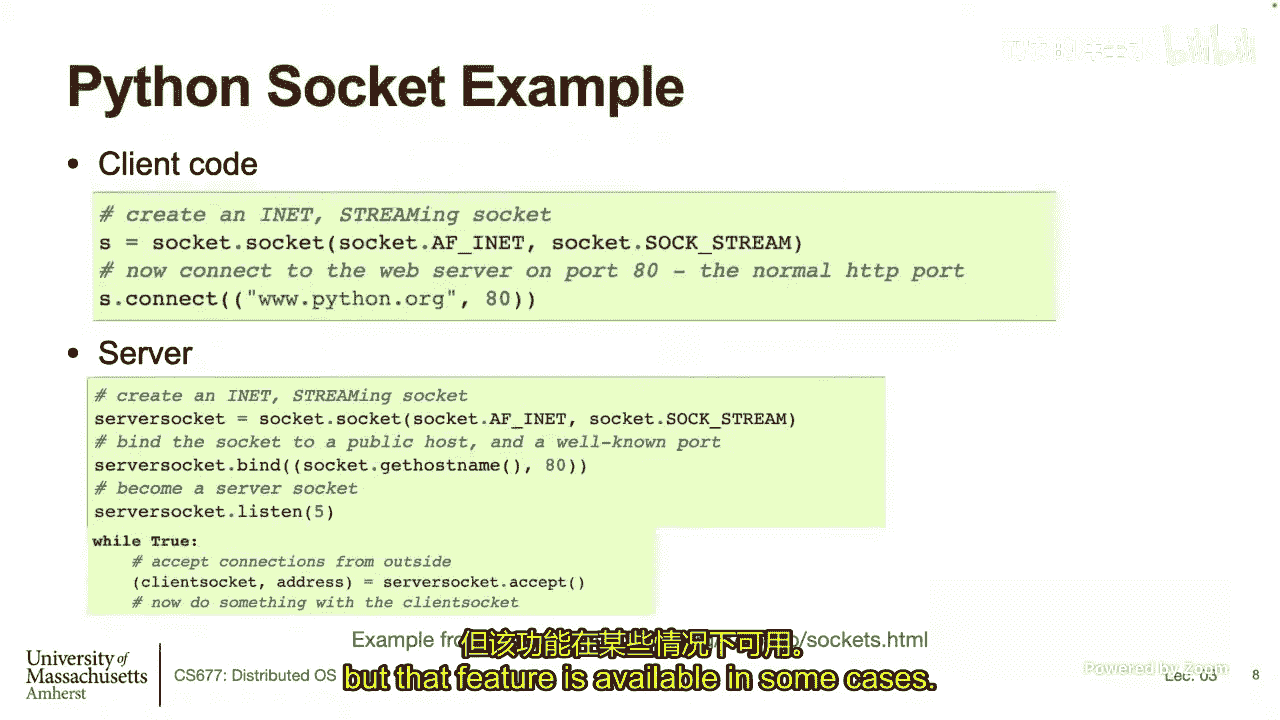 Python Socket Example
• Client code
# create an INET, STREAMing socket
s = socket.socket(socket.AF_INET, socket.SOCK_STREAM)
# now connect to the web server on port 80 - the normal http port
s.connect(("www.python.org", 80))
• Server
# create an INET, STREAMing socket
serversocket = socket.socket(socket.AF_INET, socket.SOCK_STREAM)
# bind the socket to a public host, and a well-known port
serversocket.bind((socket.gethostname(), 80))
# become a server socket
serversocket.listen(5)
while True:
# accept connections from outside
(clientsocket, address) = serversocket.accept()
# now do something with the clientsocket
Example /sockets.html
但该功能在某些情况下可用。
but that feature is available in some cases.
University of
Massachusetts
Amherst
CS677: Distributed OS
Powered by Zoom
Lec. 03
8